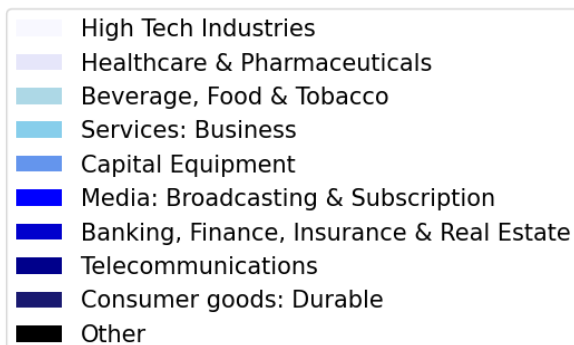 High Tech Industries
Healthcare & Pharmaceuticals
Beverage, Food & Tobacco
Services: Business
Capital Equipment
Media: Broadcasting & Subscription
Banking, Finance, Insurance & Real Estate
Telecommunications
Consumer goods: Durable
Other